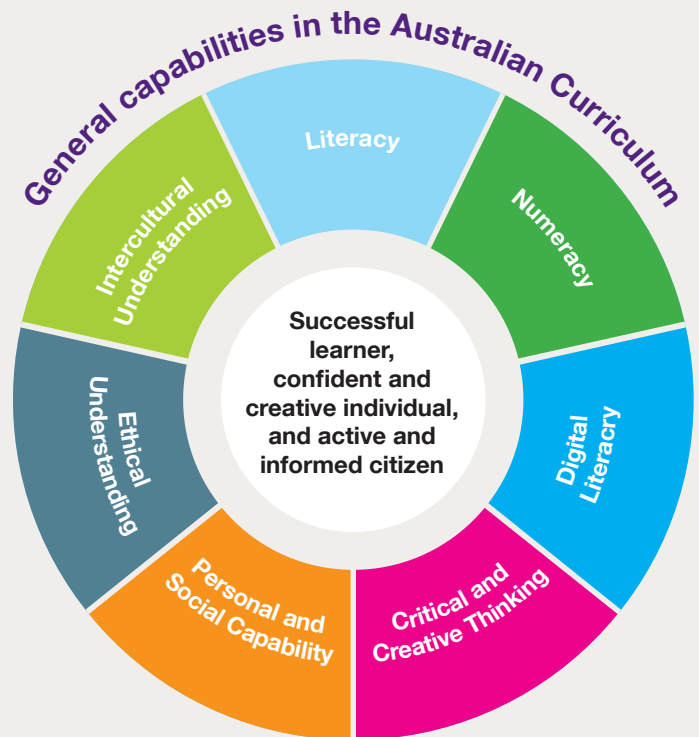 General capabilities in the Australian Curriculum
Literacy
Numeracy
Digital
Literacry
Critical and
Creative Thinking
Personal and
Social Capability
Ethical
Understanding
Intercultural
Understanding
Successful
learner,
confident and
creative individual,
and active and
informed citizen